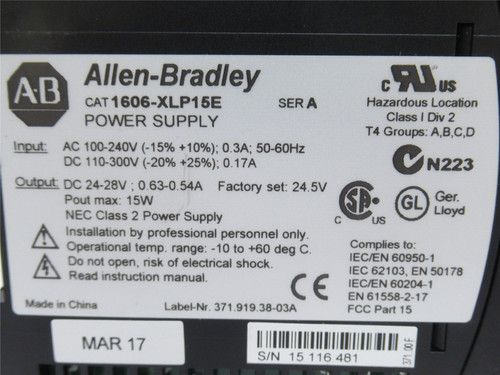 A-B
Allen-Bradley
CAT 1606-XLP15E SER A
POWER SUPPLY
Input: AC 100-240V (-15% +10%); 0.3A; 50-60Hz
DC 110-300V (-20% +25%); 0.17A
Output: DC 24-28V ; 0.63-0.54A Factory set: 24.5V
Pout max: 15W
NEC Class 2 Power Supply
Installation by professional personnel only.
Operational temp. range: -10 to +60 deg C.
Do not open, risk of electrical shock.
Read instruction manual.
Made in China
Label-Nr. 371.919.38-03A
CE
c RU us
Hazardous Location
Class I Div 2
T4 Groups: A,B,C,D
N223
SA
C US
GL
Ger.
Lloyd
Complies to:
IEC/EN 60950-1
IEC 62103, EN 50178
IEC/EN 60204-1
EN 61558-2-17
FCC Part 15
MAR 17
S/N 15 116 481
371.00 F